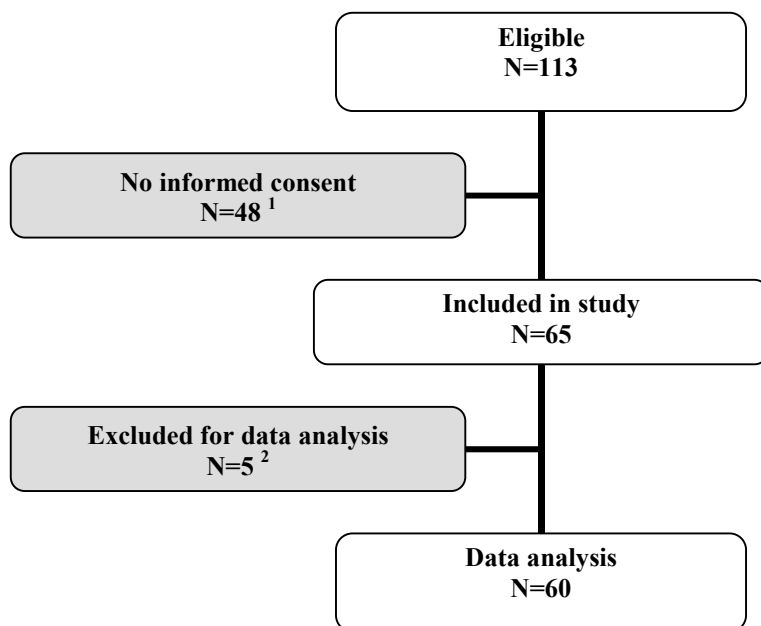 Eligible
N=113
No informed consent
N=48 1
Included in study
N=65
Excluded for data analysis
N=5 2
Data analysis
N=60